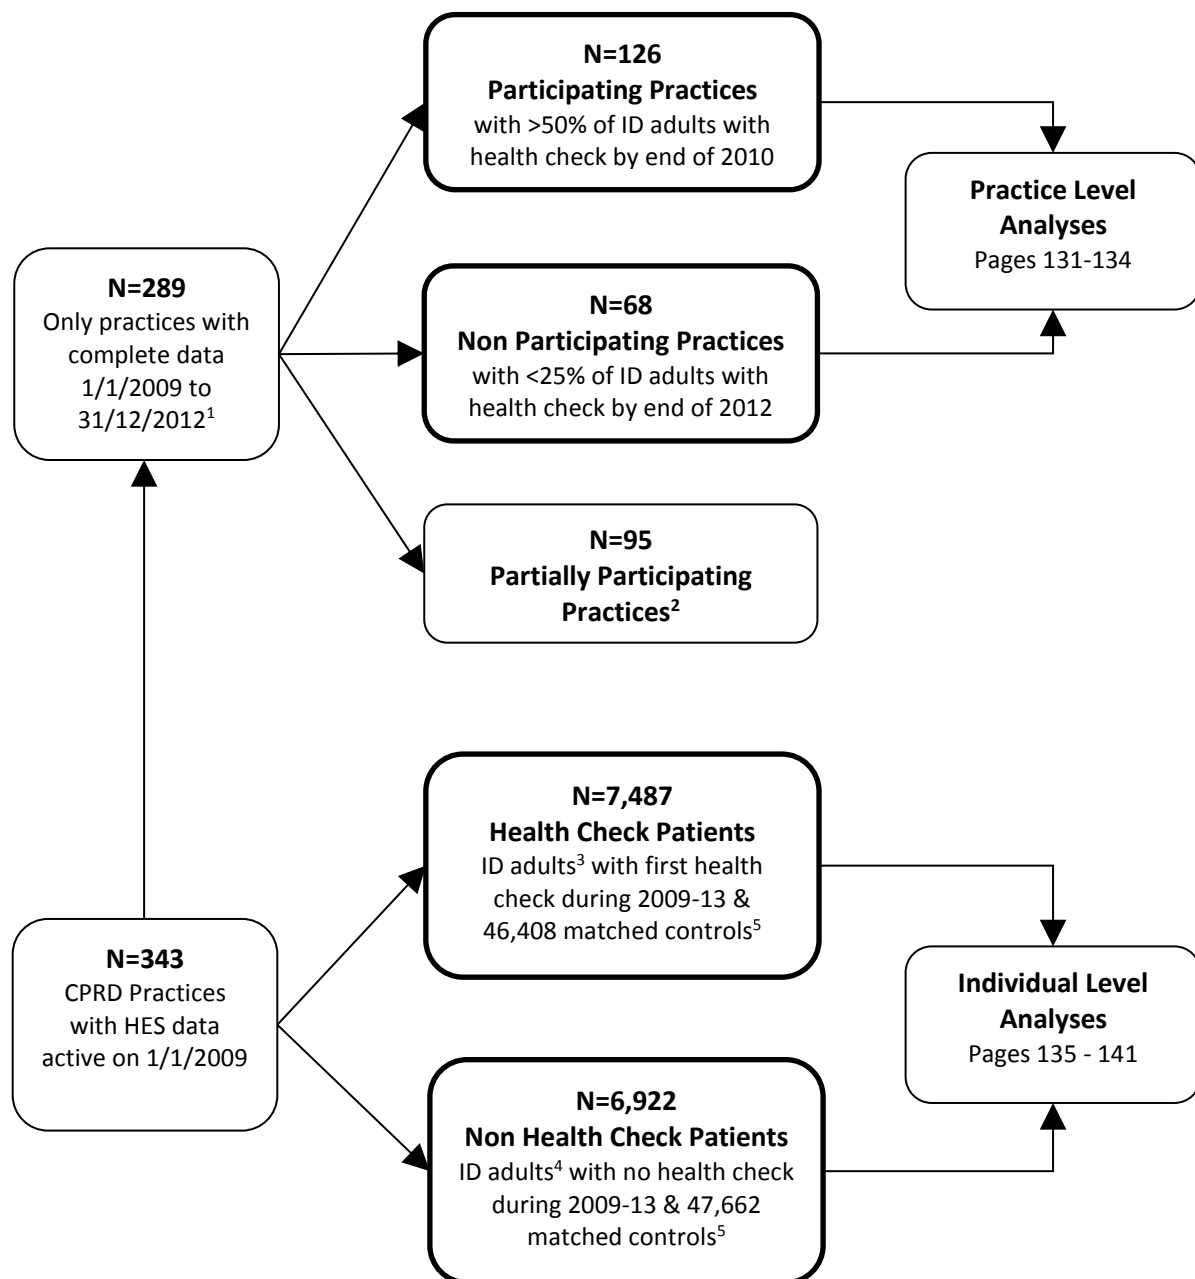 N=126
Participating Practices
with >50% of ID adults with
health check by end of 2010
Practice Level
Analyses
Pages 131-134
N=289
Only practices with
complete data
1/1/2009 to
31/12/2012¹
N=68
Non Participating Practices
with <25% of ID adults with
health check by end of 2012
N=95
Partially Participating
Practices²
N=7,487
Health Check Patients
ID adults³ with first health
check during 2009-13 &
46,408 matched controls⁵
N=343
CPRD Practices
with HES data
active on 1/1/2009
Individual Level
Analyses
Pages 135 - 141
N=6,922
Non Health Check Patients
ID adults⁴ with no health check
during 2009-13 & 47,662
matched controls⁵